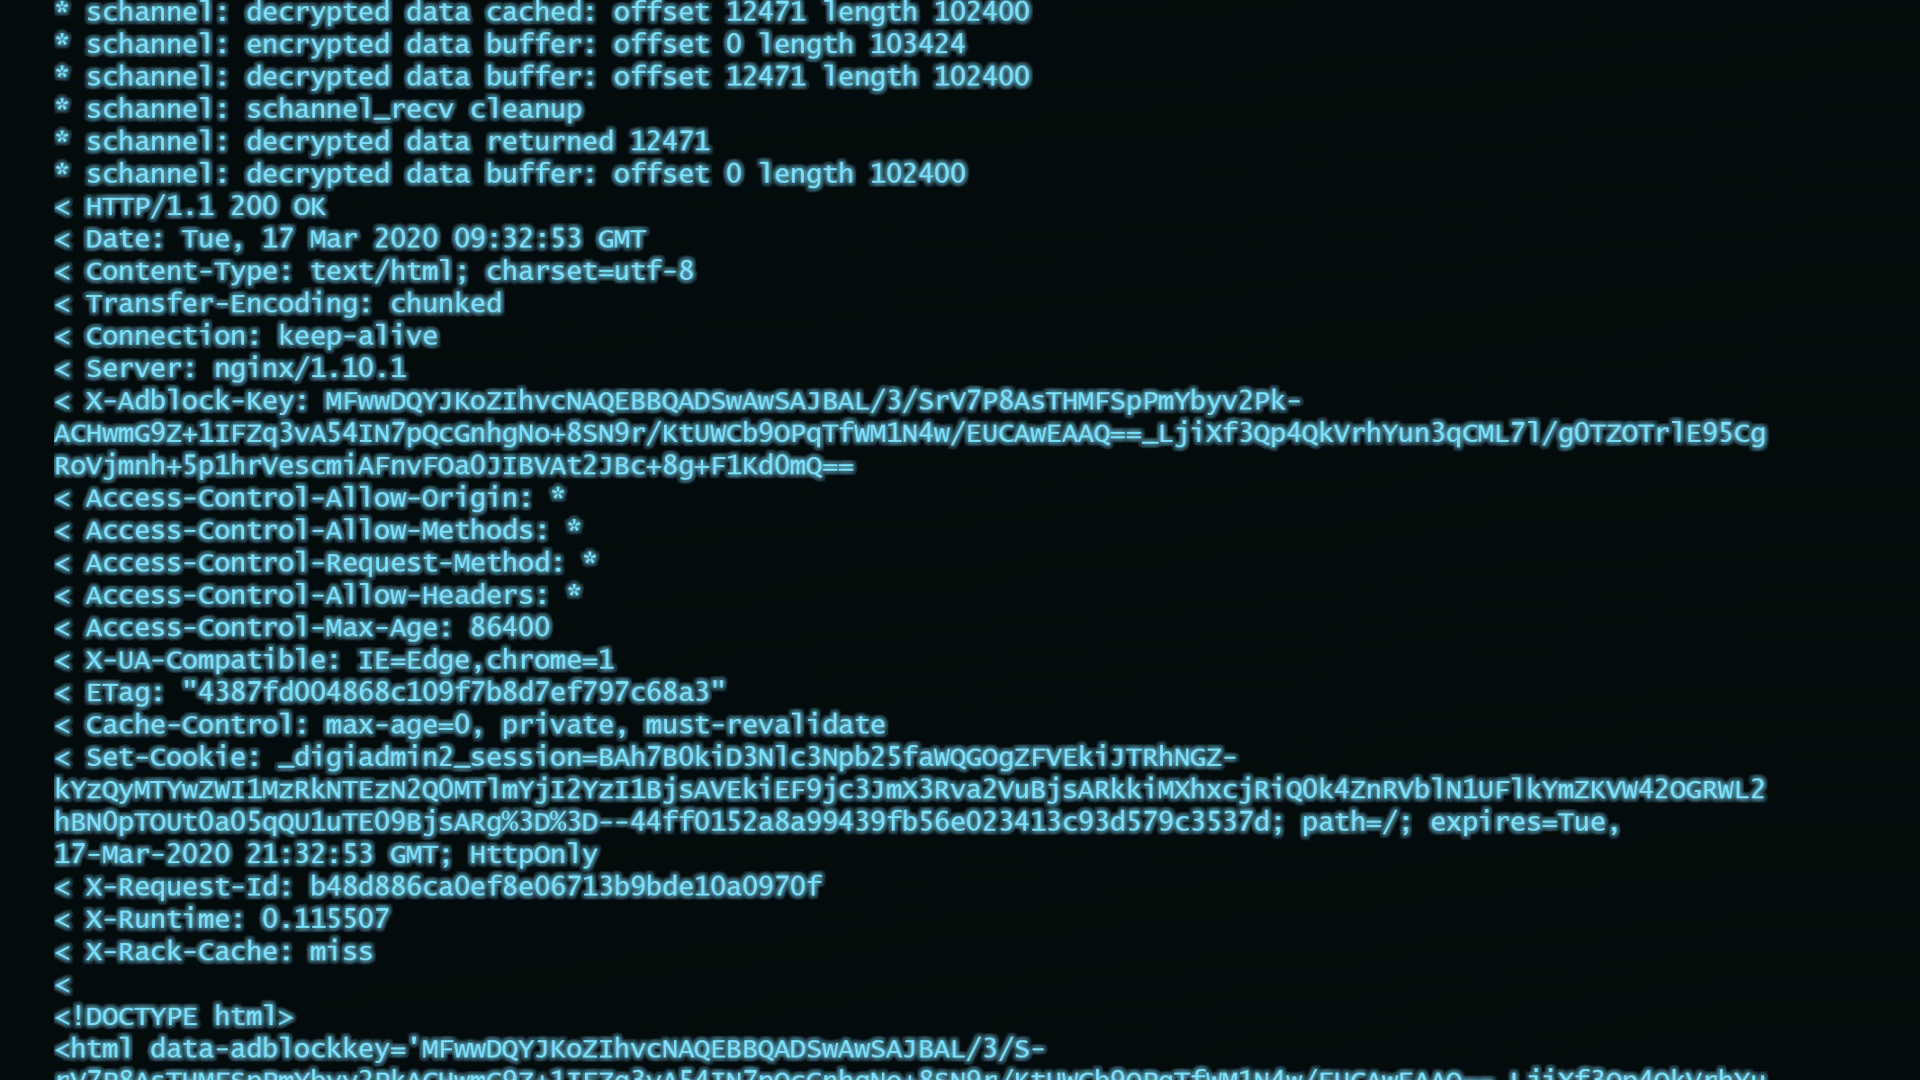 * schannel: decrypted data cached: offset 12471 length 102400
* schannel: encrypted data buffer: offset 0 length 103424
* schannel: decrypted data buffer: offset 12471 length 102400
* schannel: schannel_recv cleanup
* schannel: decrypted data returned 12471
* schannel: decrypted data buffer: offset 0 length 102400
< HTTP/1.1 200 OK
< Date: Tue, 17 Mar 2020 09:32:53 GMT
< Content-Type: text/html; charset=utf-8
< Transfer-Encoding: chunked
< Connection: keep-alive
< Server: nginx/1.10.1
< X-Adblock-Key: MFwwDQYJKoZIhvcNAQEBBQADSwAwSAJBAL/3/SrV7P8AsTHMFSpPmYbyv2Pk-
ACHwmG9Z+1IFZq3vA54IN7pQcGnhgNo+8SN9r/KtUWCb9OPqTfWM1N4w/EUCAwEAAQ==_LjiXf3Qp4QkVrhYun3qCML7l/g0TZOTrlE95Cg
RoVjmnh+5p1hrVescmiAFnvFOa0JIBVAt2JBc+8g+F1Kd0mQ==
< Access-Control-Allow-Origin: *
< Access-Control-Allow-Methods: *
< Access-Control-Request-Method: *
< Access-Control-Allow-Headers: *
< Access-Control-Max-Age: 86400
< X-UA-Compatible: IE=Edge,chrome=1
< ETag: "4387fd004868c109f7b8d7ef797c68a3"
< Cache-Control: max-age=0, private, must-revalidate
< Set-Cookie: _digiadmin2_session=BAh7B0kiD3Nlc3Npb25faWQGOgZFVEkiJTRhNGZ-
kYzQyMTYwZWI1MzRkNTEzN2Q0MTlmYjI2YzI1BjsAVEkiEF9jc3JmX3Rva2VuBjsARkkiMXhxcjRiQ0k4ZnRVblN1UFlkYmZKVW42OGRWL2
hBN0pTOUt0a05qQU1uTE09BjsARg%3D%3D--44ff0152a8a99439fb56e023413c93d579c3537d; path=/; expires=Tue,
17-Mar-2020 21:32:53 GMT; HttpOnly
< X-Request-Id: b48d886ca0ef8e06713b9bde10a0970f
< X-Runtime: 0.115507
< X-Rack-Cache: miss
<
<!DOCTYPE html>
<html data-adblockkey='MFwwDQYJKoZIhvcNAQEBBQADSwAwSAJBAL/3/S-